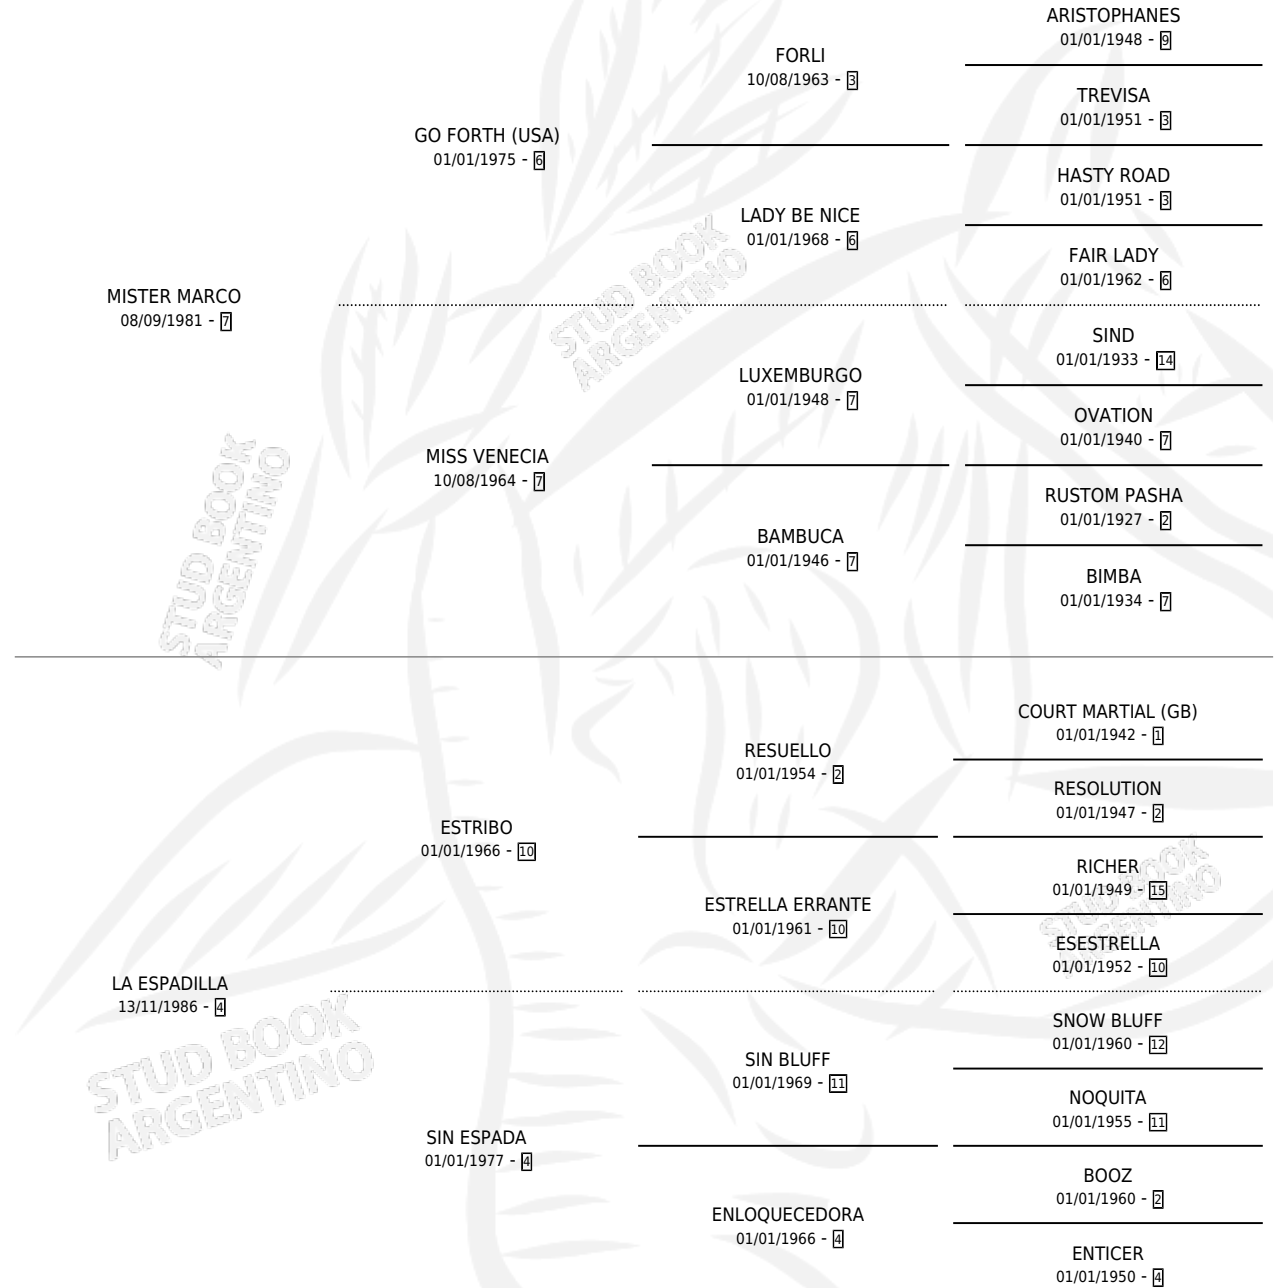 ARISTOPHANES
01/01/1948 - 9
FORLI
10/08/1963 - 3
TREVISA
01/01/1951 - 3
GO FORTH (USA)
01/01/1975 - 6
HASTY ROAD
01/01/1951 - 3
LADY BE NICE
01/01/1968 - 6
FAIR LADY
01/01/1962 - 6
MISTER MARCO
08/09/1981 - 7
SIND
01/01/1933 - 14
LUXEMBURGO
01/01/1948 - 7
OVATION
01/01/1940 - 7
MISS VENECIA
10/08/1964 - 7
RUSTOM PASHA
01/01/1927 - 2
BAMBUCA
01/01/1946 - 7
BIMBA
01/01/1934 - 7
COURT MARTIAL (GB)
01/01/1942 - 1
RESUELLO
01/01/1954 - 2
RESOLUTION
01/01/1947 - 2
ESTRIBO
01/01/1966 - 10
RICHER
01/01/1949 - 15
ESTRELLA ERRANTE
01/01/1961 - 10
ESESTRELLA
01/01/1952 - 10
LA ESPADILLA
13/11/1986 - 4
SNOW BLUFF
01/01/1960 - 12
SIN BLUFF
01/01/1969 - 11
NOQUITA
01/01/1955 - 11
SIN ESPADA
01/01/1977 - 4
BOOZ
01/01/1960 - 2
ENLOQUECEDORA
01/01/1966 - 4
ENTICER
01/01/1950 - 4
STUD BOOK
ARGENTINO
STUD BOOK
ARGENTINO
STUD BOOK
ARGENTINO
STUD BOOK
ARGENTINO